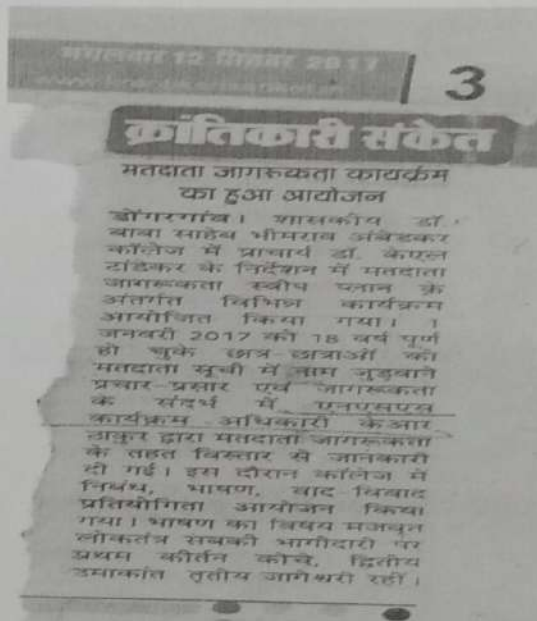 मंगलवार 12 सितंबर 2017
3
क्रांतिकारी संकेत
मतदाता जागरूकता कार्यक्रम
का हुआ आयोजन
डोंगरगांव। शासकीय डॉ.
बाबा साहेब भीमराव अंबेडकर
कॉलेज में प्राचार्य डॉ. केएल
टांडेकर के निर्देशन में मतदाता
जागरूकता स्वीप प्लान के
अंतर्गत विभिन्न कार्यक्रम
आयोजित किया गया। 1
जनवरी 2017 को 18 वर्ष पूर्ण
हो चुके छात्र-छात्राओं को
मतदाता सूची में नाम जुड़वाने
प्रचार-प्रसार एवं जागरूकता
के संदर्भ में एनएसएस
कार्यक्रम अधिकारी केआर
ठाकुर द्वारा मतदाता जागरूकता
के तहत विस्तार से जानकारी
दी गई। इस दौरान कॉलेज में
निबंध, भाषण, वाद विवाद
प्रतियोगिता आयोजन किया
गया। भाषण का विषय मजबूत
लोकतंत्र सबकी भागीदारी पर
प्रथम कीर्तन कोचे, द्वितीय
उमाकांत तृतीय जागेश्वरी रहीं।